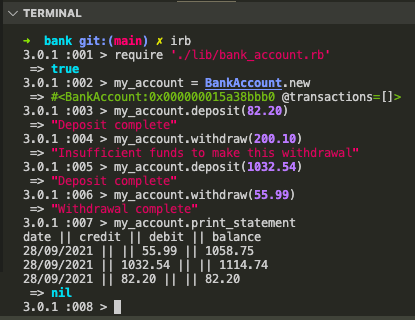 TERMINAL
➜ bank git:(main) ✗ irb
3.0.1 :001 > require './lib/bank_account.rb'
=> true
3.0.1 :002 > my_account = BankAccount.new
=> #<BankAccount:0x000000015a38bbb0 @transactions=[]>
3.0.1 :003 > my_account.deposit(82.20)
=> "Deposit complete"
3.0.1 :004 > my_account.withdraw(200.10)
=> "Insufficient funds to make this withdrawal"
3.0.1 :005 > my_account.deposit(1032.54)
=> "Deposit complete"
3.0.1 :006 > my_account.withdraw(55.99)
=> "Withdrawal complete"
3.0.1 :007 > my_account.print_statement
date || credit || debit || balance
28/09/2021 || || 55.99 || 1058.75
28/09/2021 || 1032.54 || || 1114.74
28/09/2021 || 82.20 || || 82.20
=> nil
3.0.1 :008 >